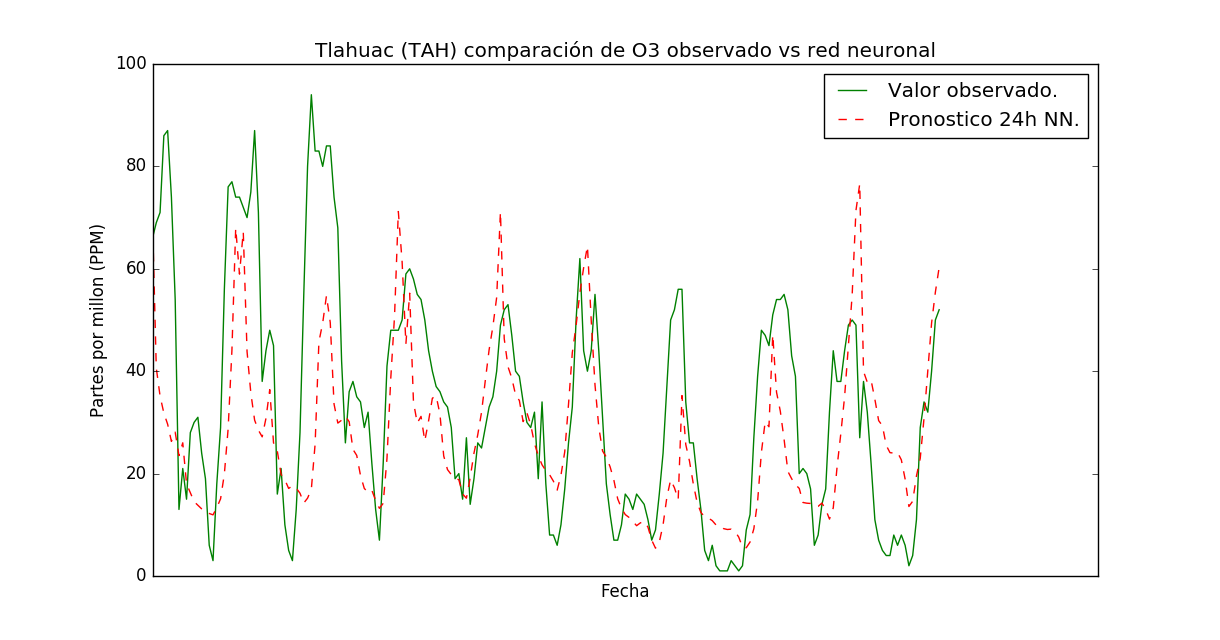 Tlahuac (TAH) comparación de O3 observado vs red neuronal
100
80
60
40
20
0
Partes por millon (PPM)
Fecha
Valor observado.
Pronostico 24h NN.